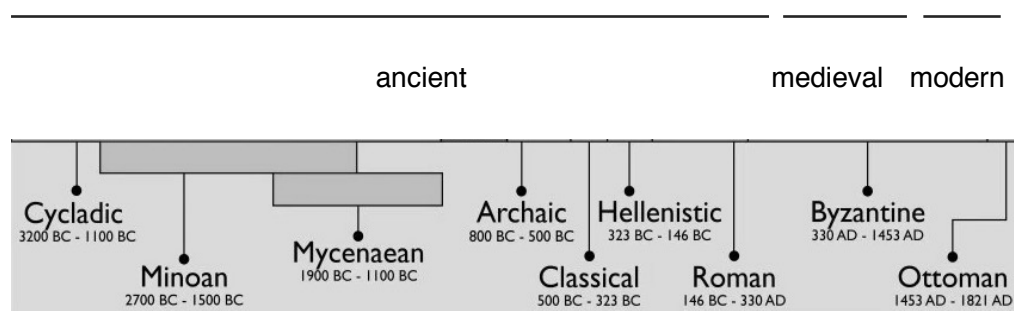 ancient
medieval
modern
Cycladic
3200 BC - 1100 BC
Minoan
2700 BC - 1500 BC
Mycenaean
1900 BC - 1100 BC
Archaic
800 BC - 500 BC
Classical
500 BC - 323 BC
Hellenistic
323 BC - 146 BC
Roman
146 BC - 330 AD
Byzantine
330 AD - 1453 AD
Ottoman
1453 AD - 1821 AD